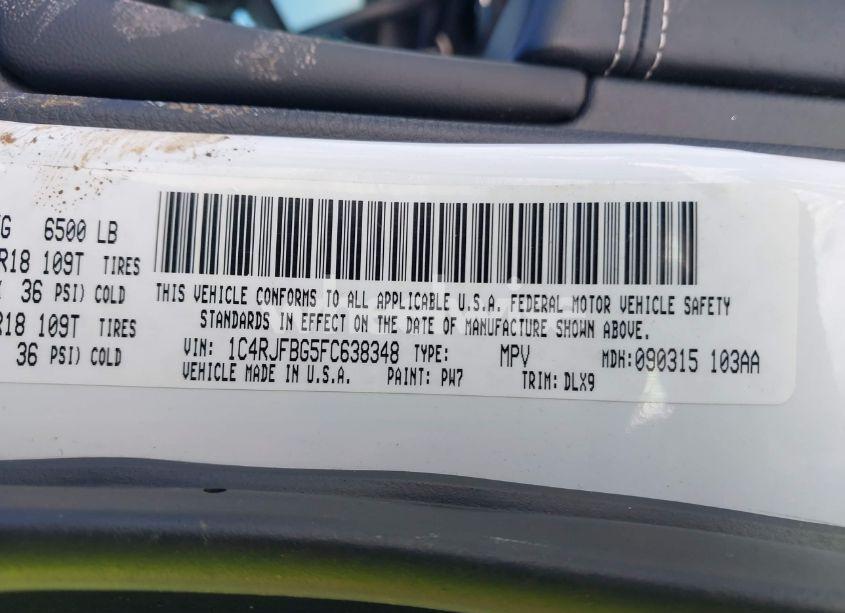 6500 LB
R18 109T TIRES
36 PSI) COLD
R18 109T TIRES
36 PSI) COLD
THIS VEHICLE CONFORMS TO ALL APPLICABLE U.S.A. FEDERAL MOTOR VEHICLE SAFETY
STANDARDS IN EFFECT ON THE DATE OF MANUFACTURE SHOWN ABOVE.
VIN: 1C4RJFBG5FC638348 TYPE: MPV MDH:090315 103AA
VEHICLE MADE IN U.S.A. PAINT: PW7 TRIM: DLX9